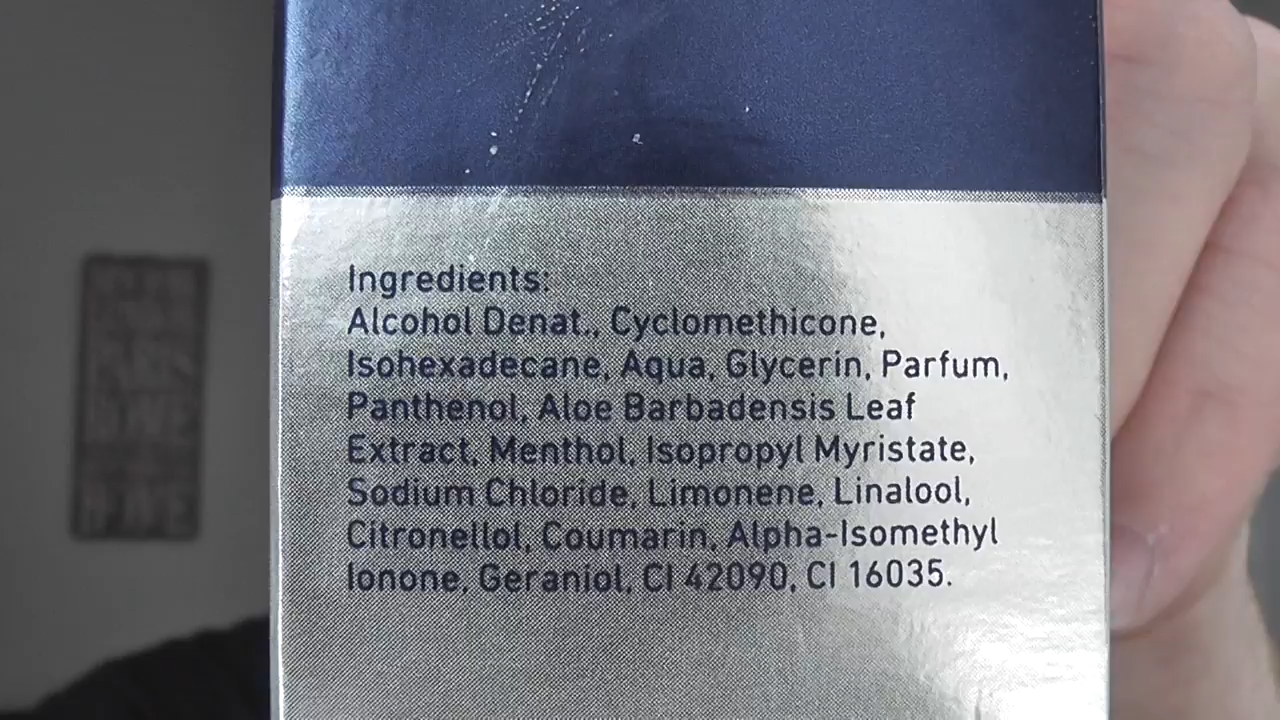 Ingredients:
Alcohol Denat., Cyclomethicone,
Isohexadecane, Aqua, Glycerin, Parfum,
Panthenol, Aloe Barbadensis Leaf
Extract, Menthol, Isopropyl Myristate,
Sodium Chloride, Limonene, Linalool,
Citronellol, Coumarin, Alpha-Isomethyl
Ionone, Geraniol, CI 42090, CI 16035.